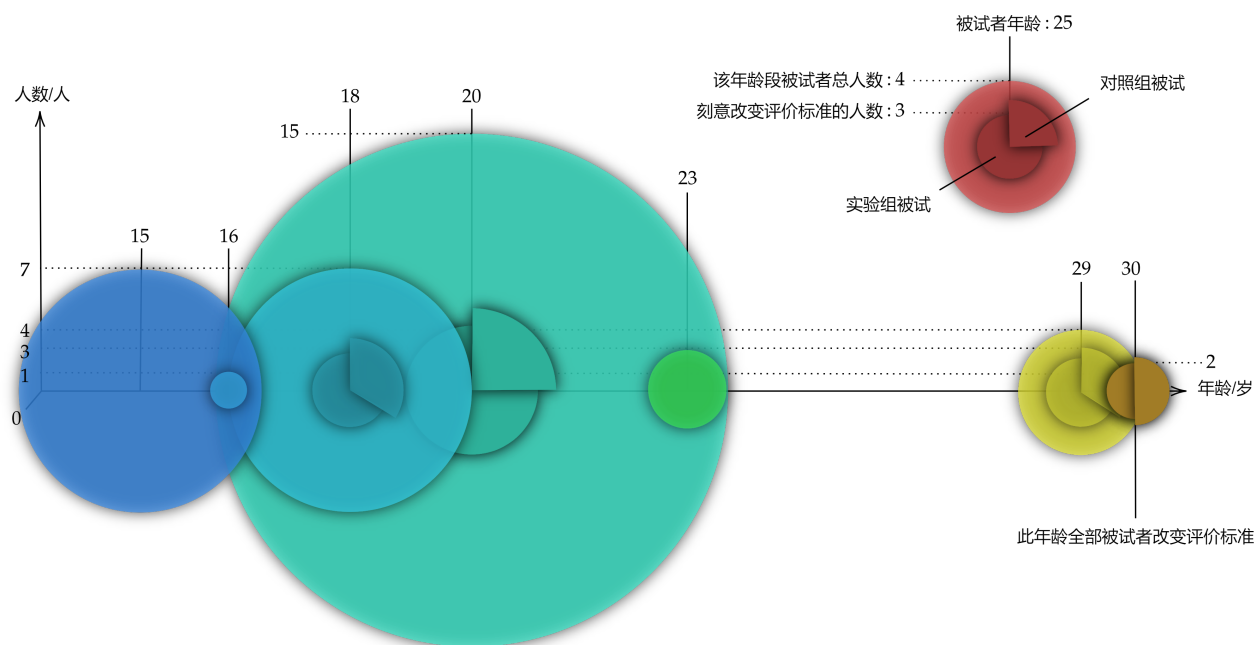 被试者年龄 : 25
该年龄段被试者总人数 : 4
对照组被试
刻意改变评价标准的人数 : 3
实验组被试
人数/人
18
20
15
23
15
16
7
29
30
4
3
2
1
年龄/岁
0
此年龄全部被试者改变评价标准